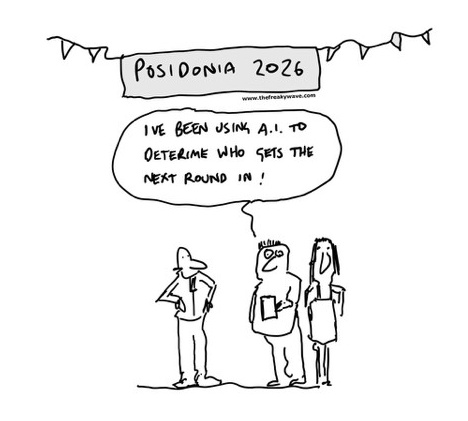 POSIDONIA 2026
www.thefreakywave.com
I'VE BEEN USING A.I. TO
DETERIME WHO GETS THE
NEXT ROUND IN!